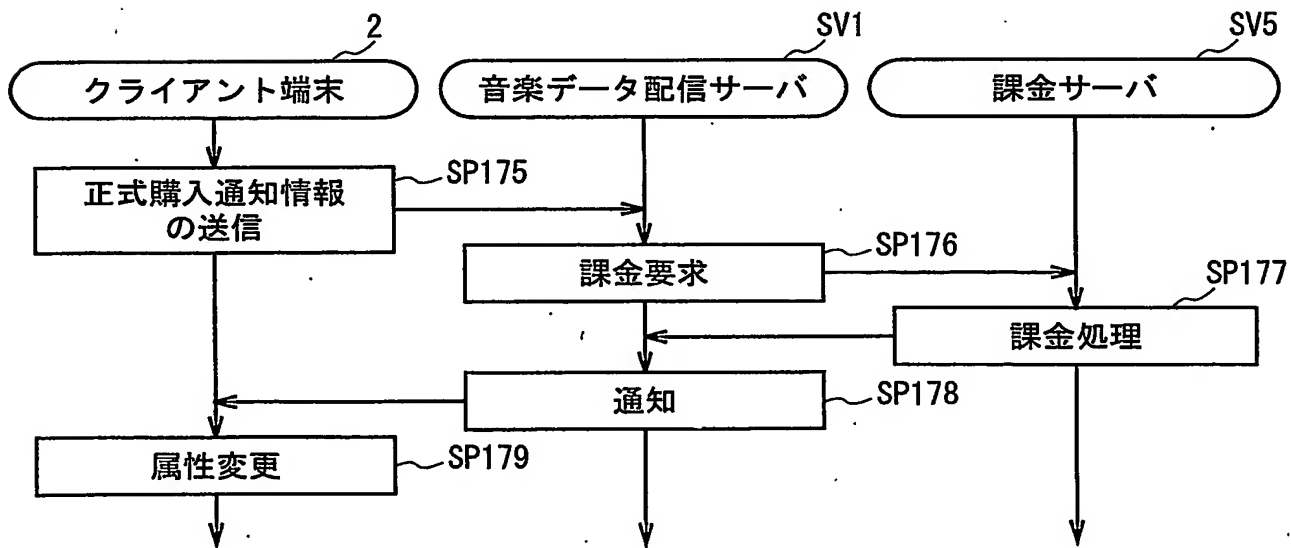 2
SV1
SV5
クライアント端末
音楽データ配信サーバ
課金サーバ
SP175
正式購入通知情報
の送信
SP176
課金要求
SP177
課金処理
SP178
通知
SP179
属性変更